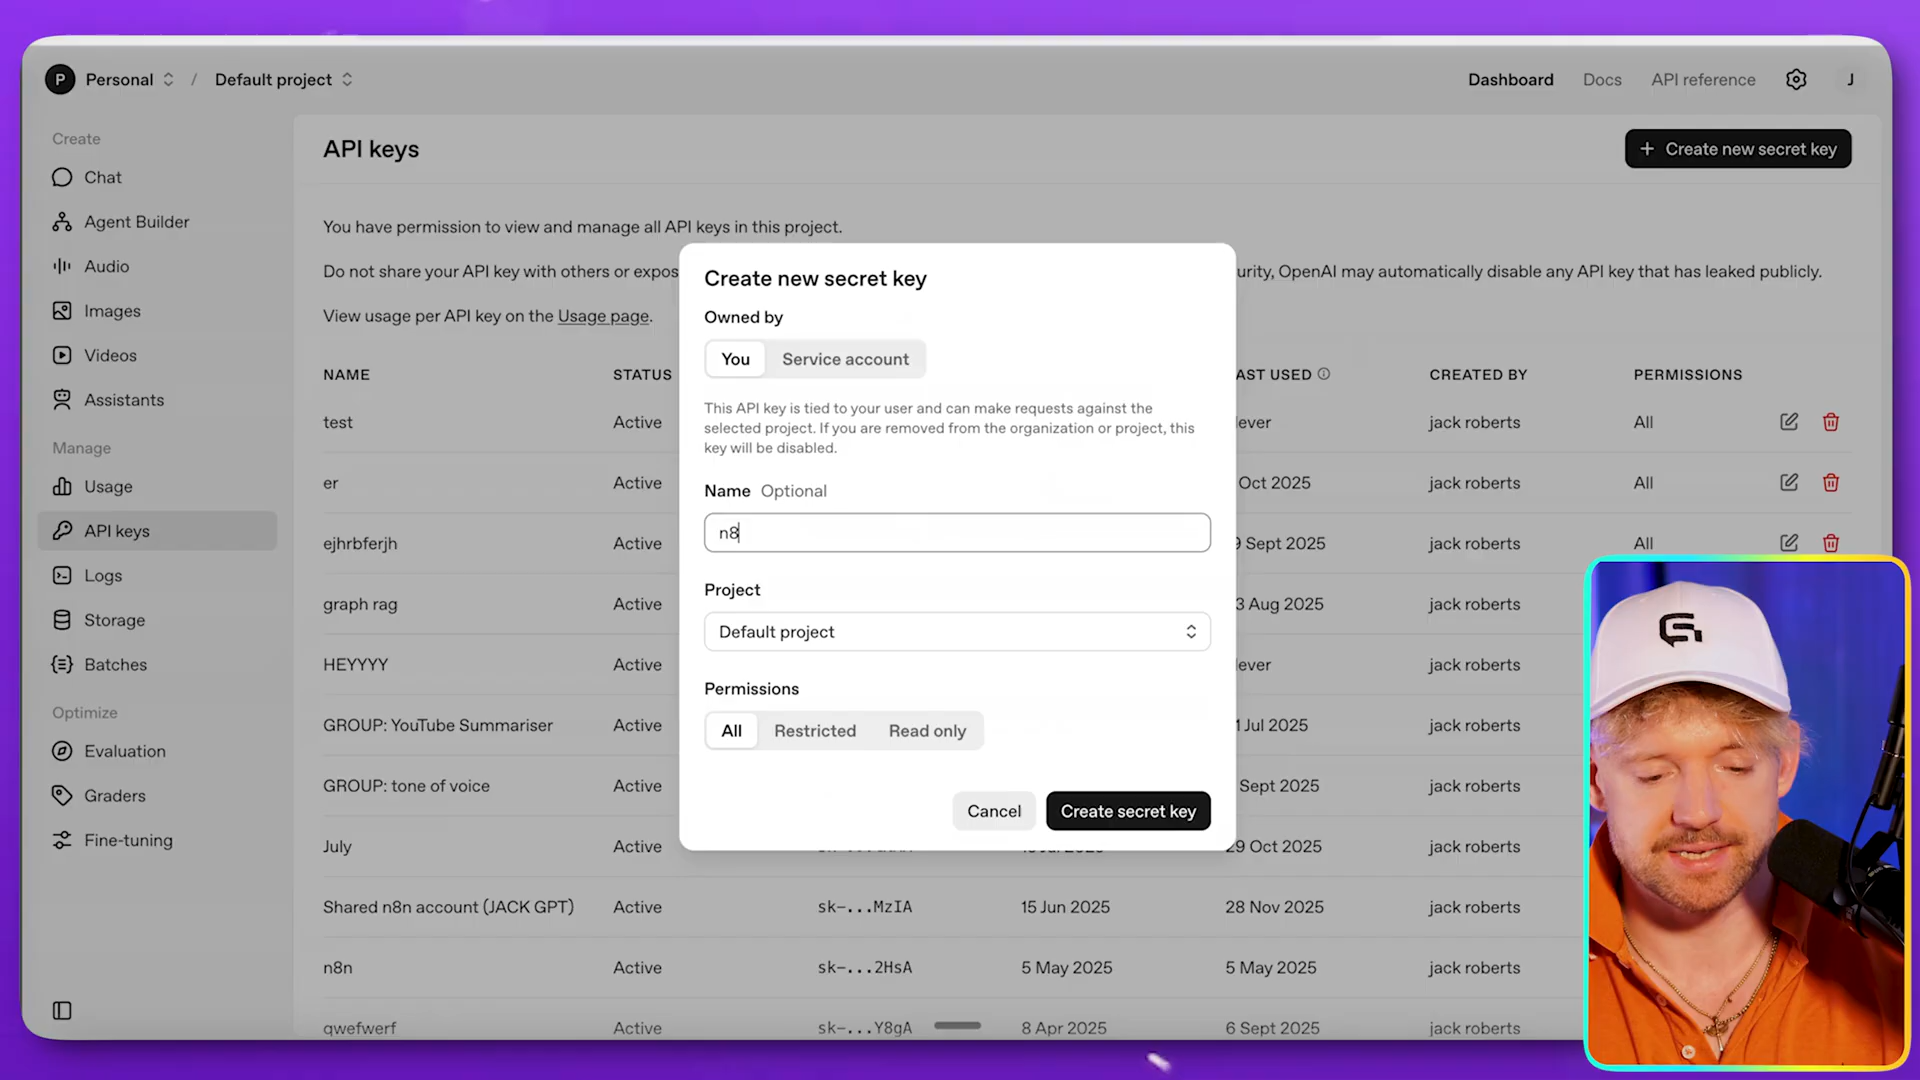 P Personal / Default project
Dashboard Docs API reference J
Create
Chat
Agent Builder
Audio
Images
Videos
Assistants
Manage
Usage
API keys
Logs
Storage
Batches
Optimize
Evaluation
Graders
Fine-tuning
API keys
+ Create new secret key
You have permission to view and manage all API keys in this project.
Do not share your API key with others or expos
urity, OpenAI may automatically disable any API key that has leaked publicly.
View usage per API key on the Usage page.
NAME STATUS AST USED CREATED BY PERMISSIONS
test Active ever jack roberts All
er Active Oct 2025 jack roberts All
ejhrbferjh Active 9 Sept 2025 jack roberts All
graph rag Active 3 Aug 2025 jack roberts
HEYYYY Active ever jack roberts
GROUP: YouTube Summariser Active 1 Jul 2025 jack roberts
GROUP: tone of voice Active Sept 2025 jack roberts
July Active 29 Oct 2025 jack roberts
Shared n8n account (JACK GPT) Active sk-...MzIA 15 Jun 2025 28 Nov 2025 jack roberts
n8n Active sk-...2HsA 5 May 2025 5 May 2025 jack roberts
qwefwerf Active sk-...Y8gA 8 Apr 2025 6 Sept 2025 jack roberts
Create new secret key
Owned by
You Service account
This API key is tied to your user and can make requests against the
selected project. If you are removed from the organization or project, this
key will be disabled.
Name Optional
n8
Project
Default project
Permissions
All Restricted Read only
Cancel Create secret key